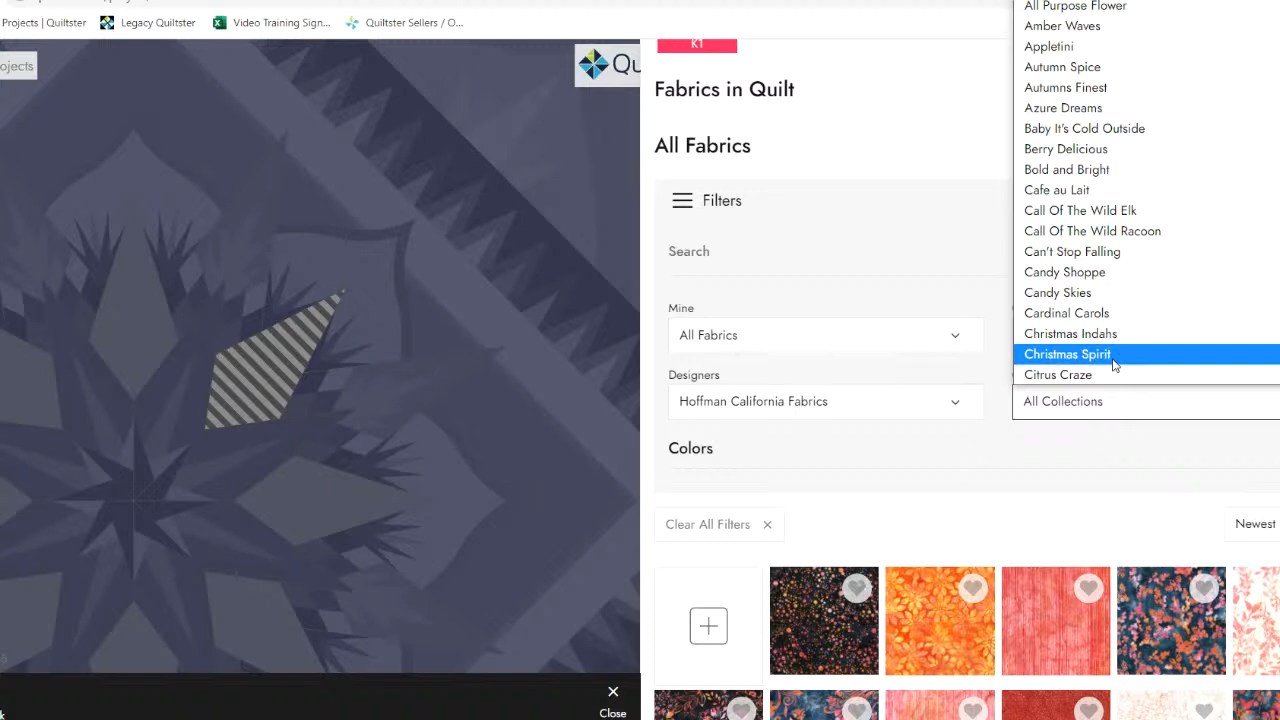 Projects | Quiltster
Legacy Quiltster
Video Training Sign...
Quiltster Sellers / O...
ojects
Qu
K1
Fabrics in Quilt
All Fabrics
Filters
Search
Mine
All Fabrics
Designers
Hoffman California Fabrics
All Purpose Flower
Amber Waves
Appletini
Autumn Spice
Autumns Finest
Azure Dreams
Baby It's Cold Outside
Berry Delicious
Bold and Bright
Cafe au Lait
Call Of The Wild Elk
Call Of The Wild Racoon
Can't Stop Falling
Candy Shoppe
Candy Skies
Cardinal Carols
Christmas Indahs
Christmas Spirit
Citrus Craze
All Collections
Colors
Clear All Filters
Newest
Close